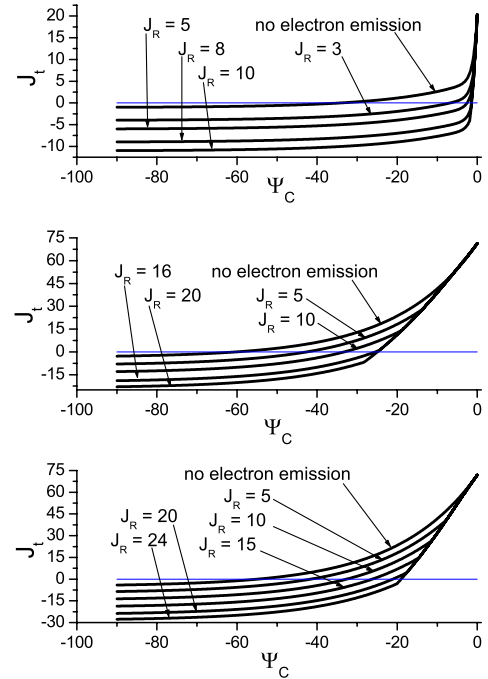 J_R = 5
no electron emission
J_R = 8
J_R = 3
J_R = 10
20
15
10
5
0
-5
-10
J_t
-100 -80 -60 -40 -20 0
Ψ_C
J_R = 16
no electron emission
J_R = 20
J_R = 5
J_R = 10
75
60
45
30
15
0
-15
J_t
-100 -80 -60 -40 -20 0
Ψ_C
no electron emission
J_R = 5
J_R = 20
J_R = 10
J_R = 24
J_R = 15
75
60
45
30
15
0
-15
-30
J_t
-100 -80 -60 -40 -20 0
Ψ_C